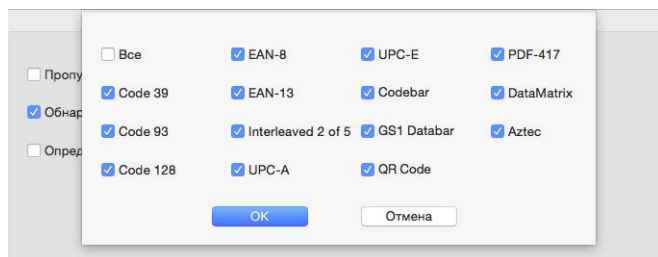 Все EAN-8 UPC-E PDF-417
Пропу
Code 39 EAN-13 Codebar DataMatrix
Обнар
Code 93 Interleaved 2 of 5 GS1 Databar Aztec
Опред
Code 128 UPC-A QR Code
OK Отмена